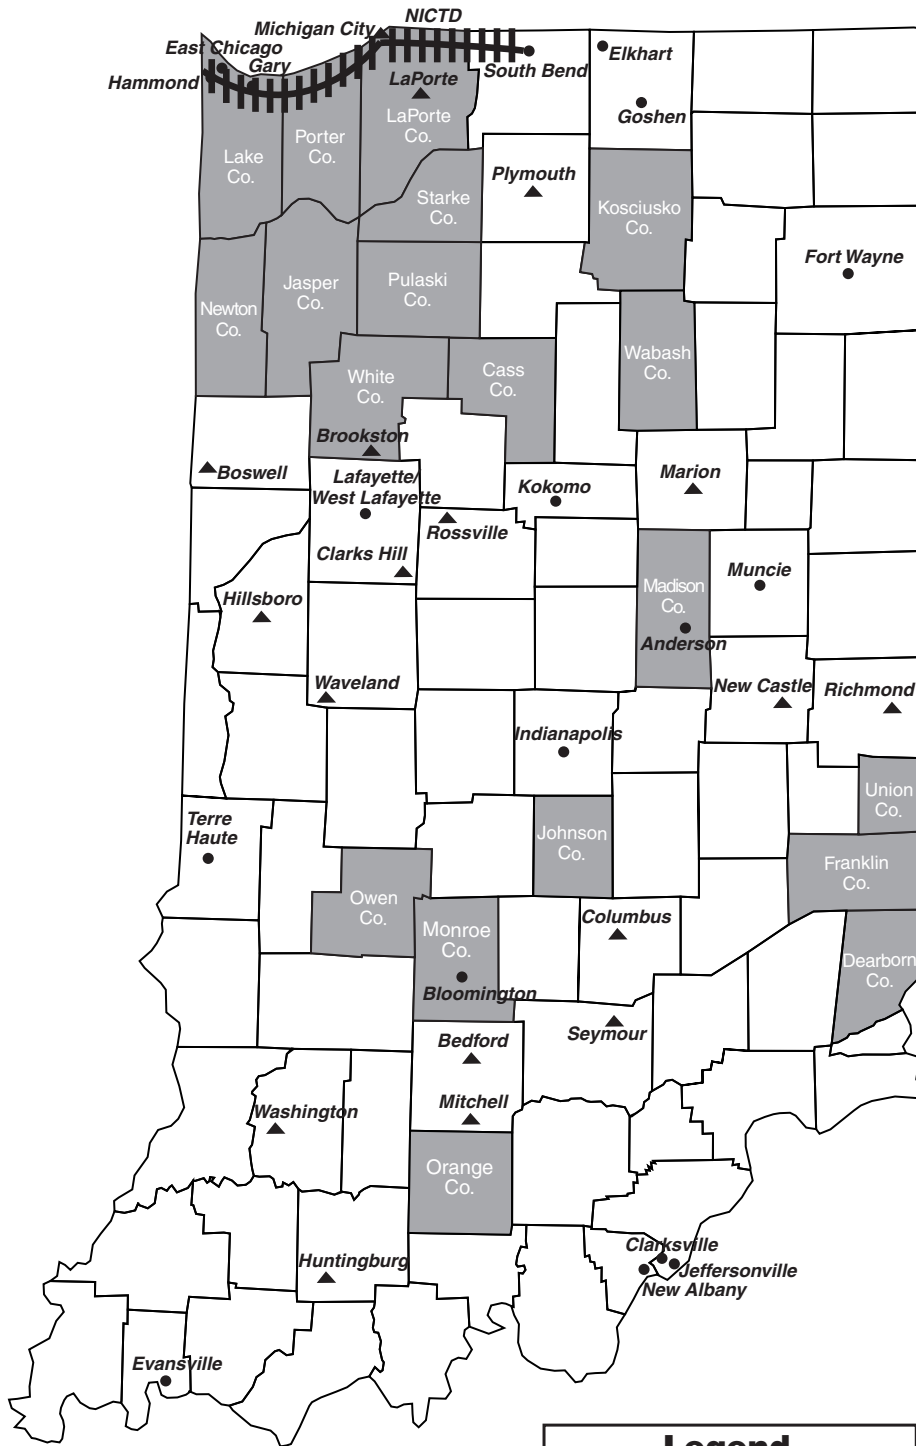 NICTD
Michigan City
East Chicago
Gary
Hammond
South Bend
Elkhart
LaPorte
LaPorte
Co.
Goshen
Porter
Co.
Lake
Co.
Plymouth
Starke
Co.
Kosciusko
Co.
Fort Wayne
Jasper
Co.
Pulaski
Co.
Newton
Co.
White
Co.
Cass
Co.
Wabash
Co.
Brookston
Boswell
Lafayette/
West Lafayette
Kokomo
Marion
Rossville
Clarks Hill
Muncie
Madison
Co.
Hillsboro
Anderson
Waveland
New Castle
Richmond
Indianapolis
Union
Co.
Terre
Haute
Johnson
Co.
Franklin
Co.
Owen
Co.
Columbus
Monroe
Co.
Dearborn
Co.
Bloomington
Seymour
Bedford
Mitchell
Washington
Orange
Co.
Clarksville
Jeffersonville
New Albany
Huntingburg
Evansville
Legend